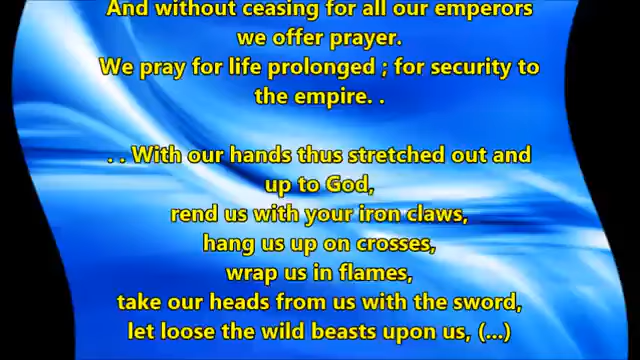 And without ceasing for all our emperors
we offer prayer.
We pray for life prolonged ; for security to
the empire. .
. . With our hands thus stretched out and
up to God,
rend us with your iron claws,
hang us up on crosses,
wrap us in flames,
take our heads from us with the sword,
let loose the wild beasts upon us, (...)